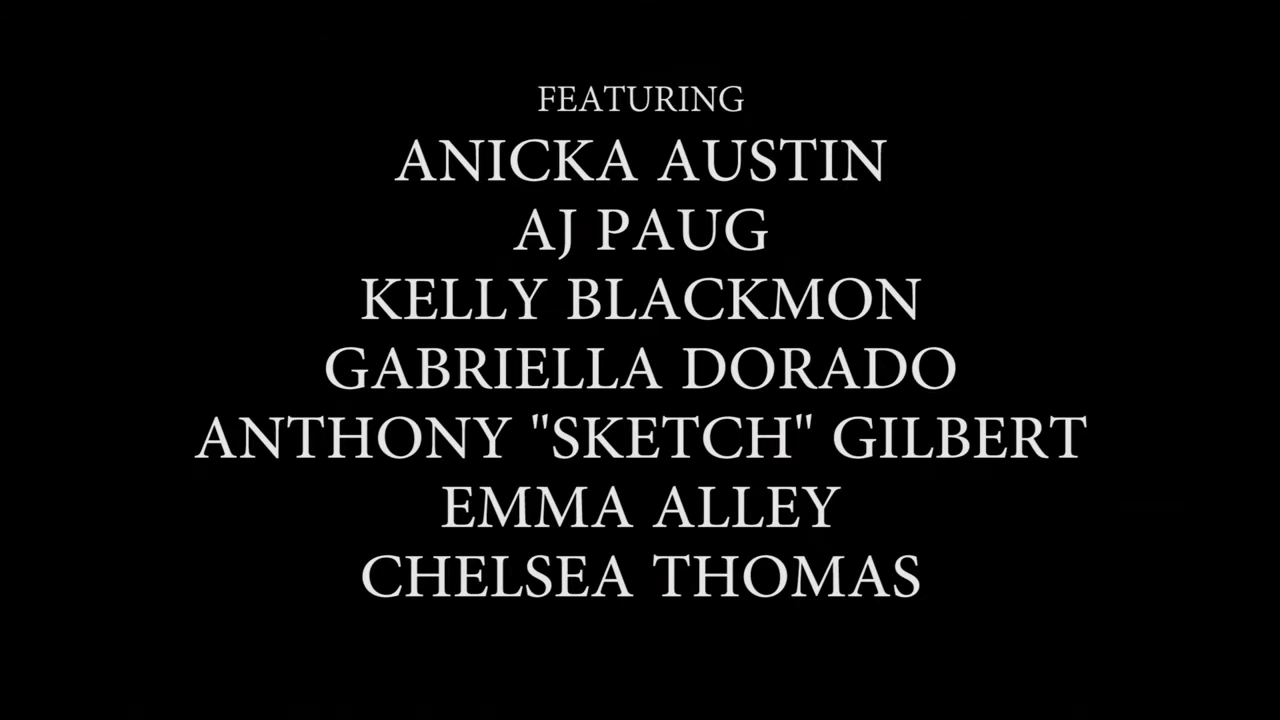 FEATURING
ANICKA AUSTIN
AJ PAUG
KELLY BLACKMON
GABRIELLA DORADO
ANTHONY "SKETCH" GILBERT
EMMA ALLEY
CHELSEA THOMAS